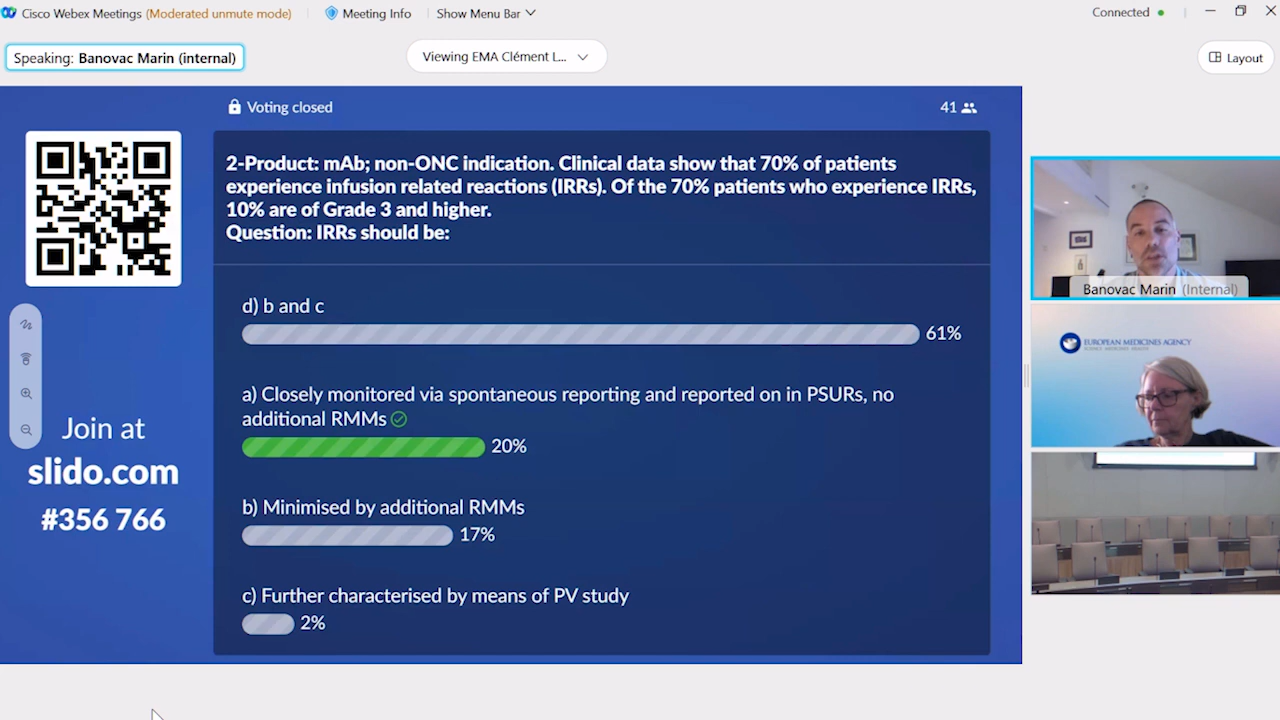 Cisco Webex Meetings (Moderated unmute mode) Meeting Info Show Menu Bar Connected
Speaking: Banovac Marin (internal) Viewing EMA Clément L... Layout
Voting closed 41
2-Product: mAb; non-ONC indication. Clinical data show that 70% of patients
experience infusion related reactions (IRRs). Of the 70% patients who experience IRRs,
10% are of Grade 3 and higher.
Question: IRRs should be:
d) b and c
61%
a) Closely monitored via spontaneous reporting and reported on in PSURs, no
additional RMMs
20%
b) Minimised by additional RMMs
17%
c) Further characterised by means of PV study
2%
Join at
slido.com
#356 766
Banovac Marin (Internal)
EUROPEAN MEDICINES AGENCY
SCIENCE MEDICINES HEALTH